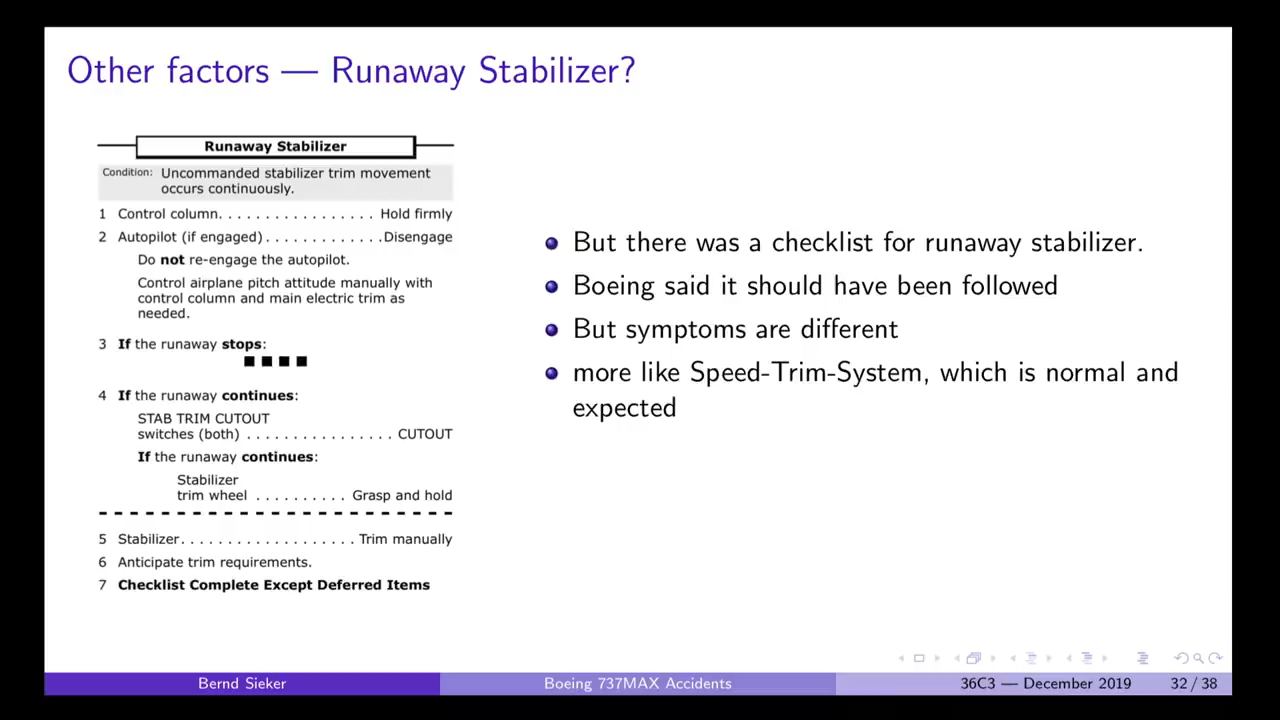 Other factors — Runaway Stabilizer?
Runaway Stabilizer
Condition: Uncommanded stabilizer trim movement
occurs continuously.
1 Control column. . . . . . . . . . . . . . . . . Hold firmly
2 Autopilot (if engaged) . . . . . . . . . . . . .Disengage
Do not re-engage the autopilot.
Control airplane pitch attitude manually with
control column and main electric trim as
needed.
3 If the runaway stops:
■ ■ ■ ■
4 If the runaway continues:
STAB TRIM CUTOUT
switches (both) . . . . . . . . . . . . . . . . CUTOUT
If the runaway continues:
Stabilizer
trim wheel . . . . . . . . . . Grasp and hold
5 Stabilizer. . . . . . . . . . . . . . . . . . . Trim manually
6 Anticipate trim requirements.
7 Checklist Complete Except Deferred Items
But there was a checklist for runaway stabilizer.
Boeing said it should have been followed
But symptoms are different
more like Speed-Trim-System, which is normal and
expected
Bernd Sieker
Boeing 737MAX Accidents
36C3 — December 2019
32 / 38